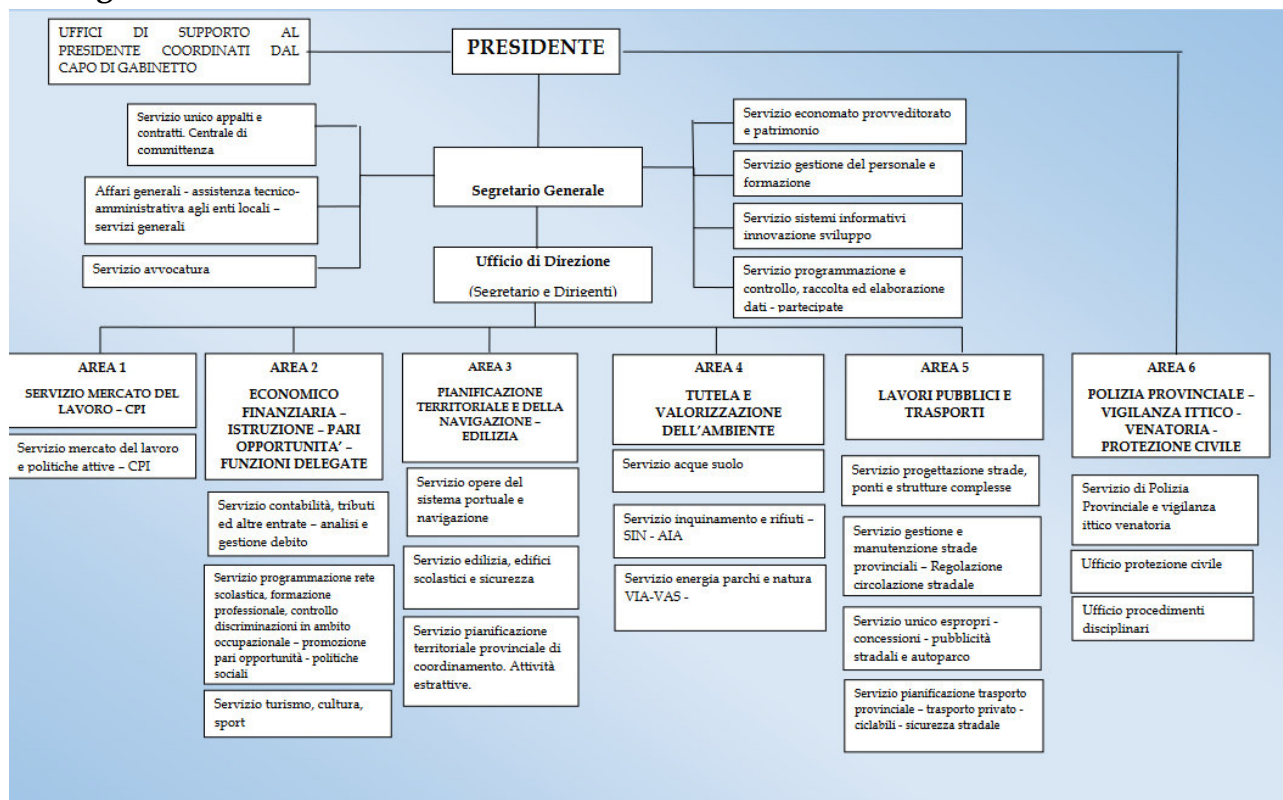 UFFICI DI SUPPORTO AL
PRESIDENTE COORDINATI DAL
CAPO DI GABINETTO
PRESIDENTE
Servizio unico appalti e
contratti. Centrale di
committenza
Affari generali - assistenza tecnico-
amministrativa agli enti locali –
servizi generali
Servizio avvocatura
Segretario Generale
Ufficio di Direzione
(Segretario e Dirigenti)
Servizio economato provveditorato
e patrimonio
Servizio gestione del personale e
formazione
Servizio sistemi informativi
innovazione sviluppo
Servizio programmazione e
controllo, raccolta ed elaborazione
dati - partecipate
AREA 1
SERVIZIO MERCATO DEL
LAVORO – CPI
Servizio mercato del lavoro
e politiche attive – CPI
AREA 2
ECONOMICO
FINANZIARIA –
ISTRUZIONE – PARI
OPPORTUNITA’ –
FUNZIONI DELEGATE
Servizio contabilità, tributi
ed altre entrate – analisi e
gestione debito
Servizio programmazione rete
scolastica, formazione
professionale, controllo
discriminazioni in ambito
occupazionale – promozione
pari opportunità - politiche
sociali
Servizio turismo, cultura,
sport
AREA 3
PIANIFICAZIONE
TERRITORIALE E DELLA
NAVIGAZIONE –
EDILIZIA
Servizio opere del
sistema portuale e
navigazione
Servizio edilizia, edifici
scolastici e sicurezza
Servizio pianificazione
territoriale provinciale di
coordinamento. Attività
estrattive.
AREA 4
TUTELA E
VALORIZZAZIONE
DELL’AMBIENTE
Servizio acque suolo
Servizio inquinamento e rifiuti –
SIN - AIA
Servizio energia parchi e natura
VIA-VAS -
AREA 5
LAVORI PUBBLICI E
TRASPORTI
Servizio progettazione strade,
ponti e strutture complesse
Servizio gestione e
manutenzione strade
provinciali – Regolazione
circolazione stradale
Servizio unico espropri -
concessioni - pubblicità
stradali e autoparco
Servizio pianificazione trasporto
provinciale – trasporto privato -
ciclabili - sicurezza stradale
AREA 6
POLIZIA PROVINCIALE –
VIGILANZA ITTICO -
VENATORIA -
PROTEZIONE CIVILE
Servizio di Polizia
Provinciale e vigilanza
ittico venatoria
Ufficio protezione civile
Ufficio procedimenti
disciplinari